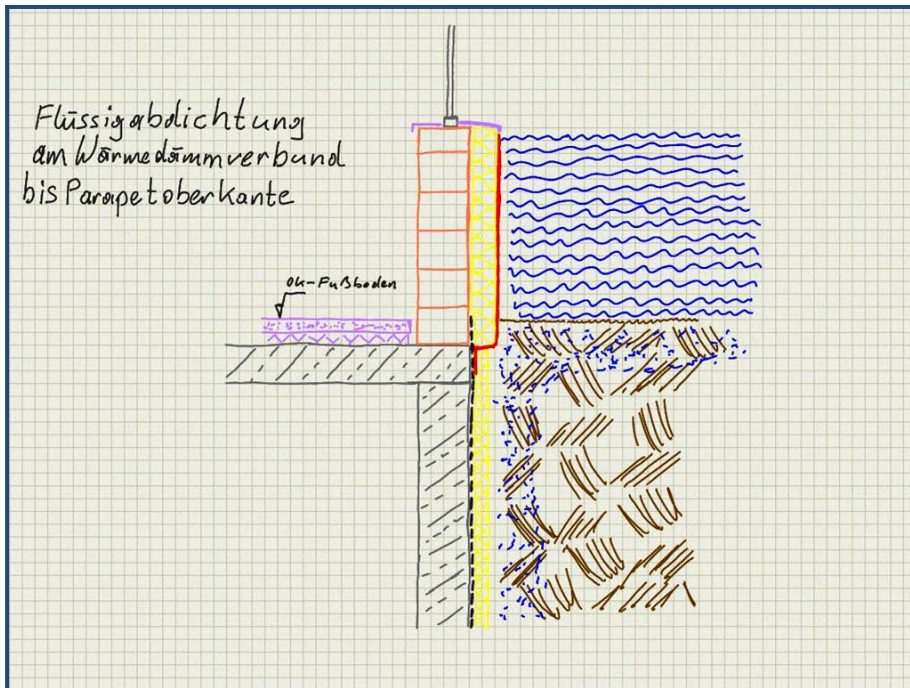 Flüssigabdichtung
am Wärmedämmverbund
bis Parapetoberkante
OK-Fußboden